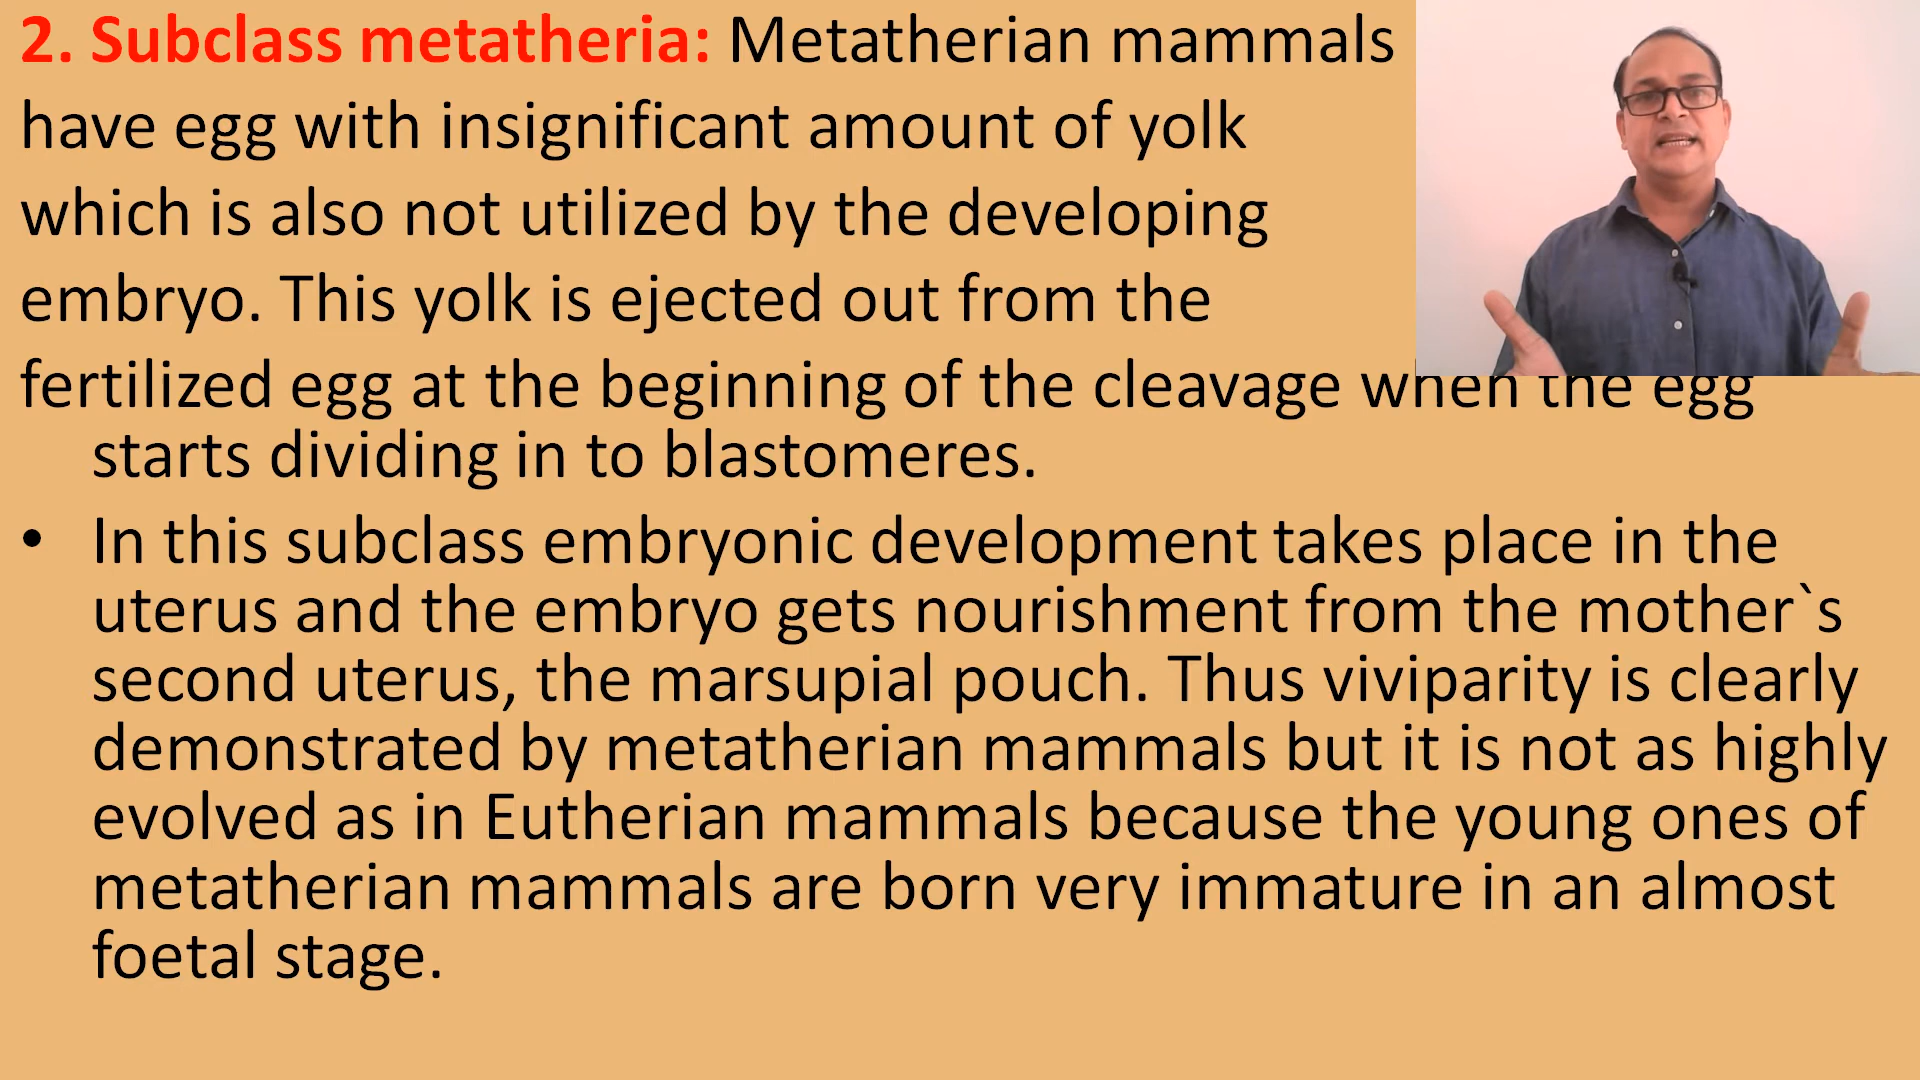 2. Subclass metatheria: Metatherian mammals
have egg with insignificant amount of yolk
which is also not utilized by the developing
embryo. This yolk is ejected out from the
fertilized egg at the beginning of the cleavage when the egg
starts dividing in to blastomeres.
• In this subclass embryonic development takes place in the
uterus and the embryo gets nourishment from the mother`s
second uterus, the marsupial pouch. Thus viviparity is clearly
demonstrated by metatherian mammals but it is not as highly
evolved as in Eutherian mammals because the young ones of
metatherian mammals are born very immature in an almost
foetal stage.